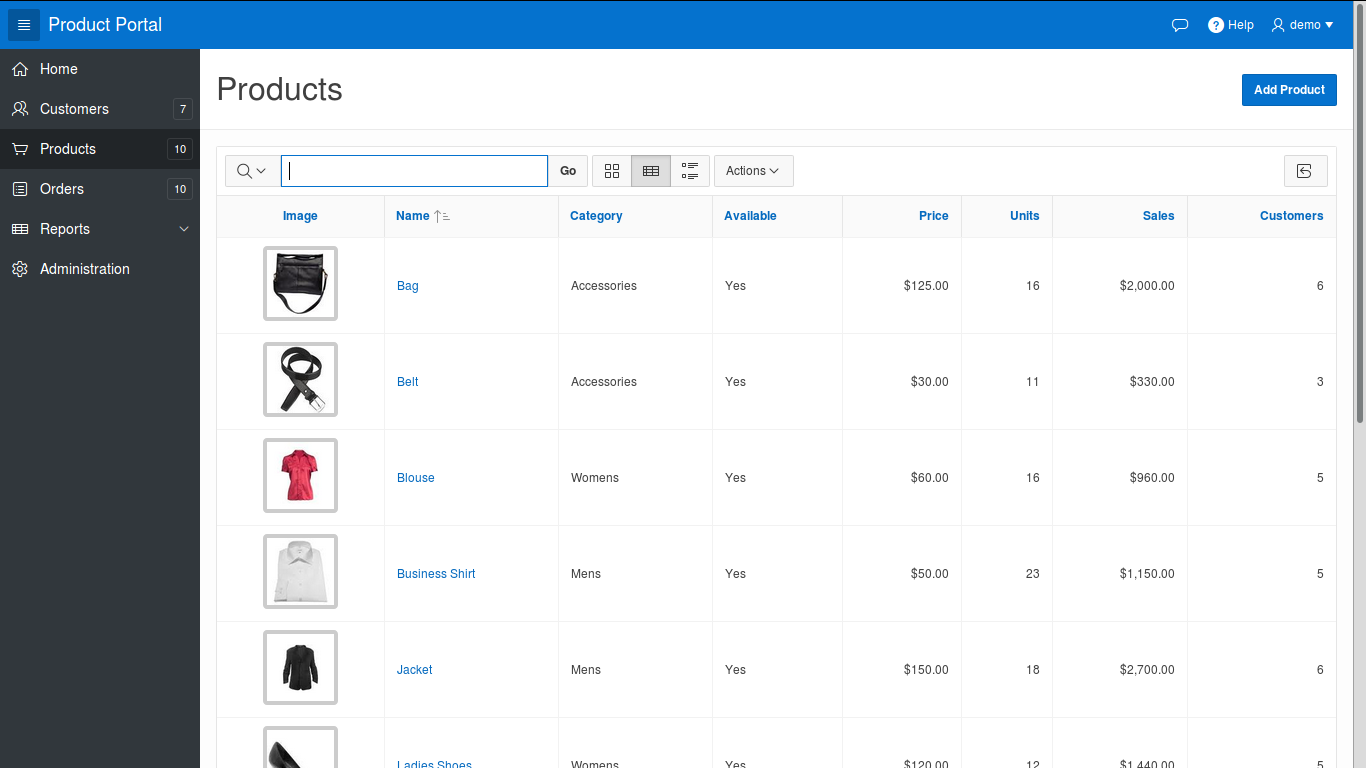 Product Portal
? Help
demo
Home
Customers 7
Products 10
Orders 10
Reports
Administration
Products
Add Product
Go
Actions
Image Name Category Available Price Units Sales Customers
Bag Accessories Yes $125.00 16 $2,000.00 6
Belt Accessories Yes $30.00 11 $330.00 3
Blouse Womens Yes $60.00 16 $960.00 5
Business Shirt Mens Yes $50.00 23 $1,150.00 5
Jacket Mens Yes $150.00 18 $2,700.00 6
Ladies Shoes Womens Yes $120.00 12 $1,440.00 5